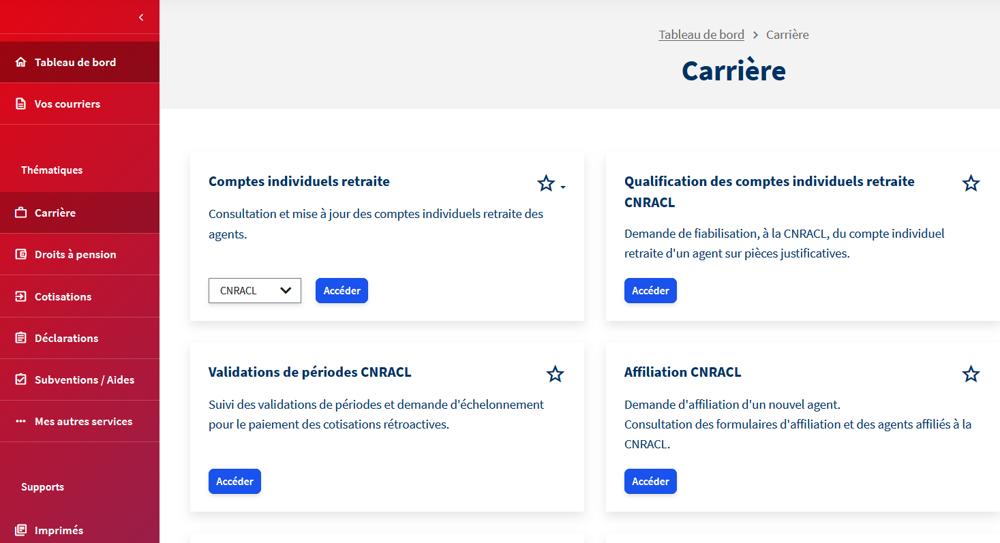 Tableau de bord
Vos courriers
Thématiques
Carrière
Droits à pension
Cotisations
Déclarations
Subventions / Aides
Mes autres services
Supports
Imprimés
Tableau de bord > Carrière
Carrière
Comptes individuels retraite
Consultation et mise à jour des comptes individuels retraite des
agents.
CNRACL
Accéder
Qualification des comptes individuels retraite
CNRACL
Demande de fiabilisation, à la CNRACL, du compte individuel
retraite d'un agent sur pièces justificatives.
Accéder
Validations de périodes CNRACL
Suivi des validations de périodes et demande d'échelonnement
pour le paiement des cotisations rétroactives.
Accéder
Affiliation CNRACL
Demande d'affiliation d'un nouvel agent.
Consultation des formulaires d'affiliation et des agents affiliés à la
CNRACL.
Accéder